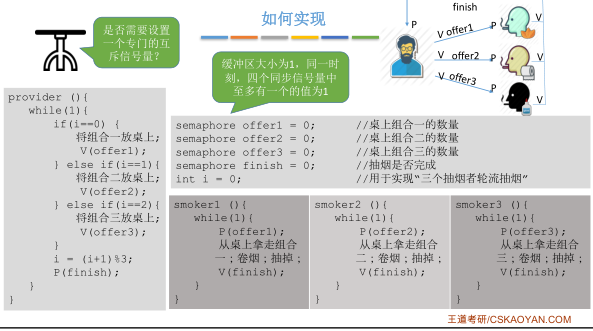 如何实现
是否需要设置
一个专门的互
斥信号量?
缓冲区大小为1，同一时
刻，四个同步信号量中
至多有一个的值为1
finish
P
V offer1 P V
V offer2 P V
V offer3 P V
provider (){
while(1){
if(i==0) {
将组合一放桌上;
V(offer1);
} else if(i==1){
将组合二放桌上;
V(offer2);
} else if(i==2){
将组合三放桌上;
V(offer3);
}
i = (i+1)%3;
P(finish);
}
}
semaphore offer1 = 0; //桌上组合一的数量
semaphore offer2 = 0; //桌上组合二的数量
semaphore offer3 = 0; //桌上组合三的数量
semaphore finish = 0; //抽烟是否完成
int i = 0; //用于实现“三个抽烟者轮流抽烟”
smoker1 (){
while(1){
P(offer1);
从桌上拿走组合
一；卷烟；抽掉；
V(finish);
}
}
smoker2 (){
while(1){
P(offer2);
从桌上拿走组合
二；卷烟；抽掉；
V(finish);
}
}
smoker3 (){
while(1){
P(offer3);
从桌上拿走组合
三；卷烟；抽掉；
V(finish);
}
}
王道考研/CSKAOYAN.COM